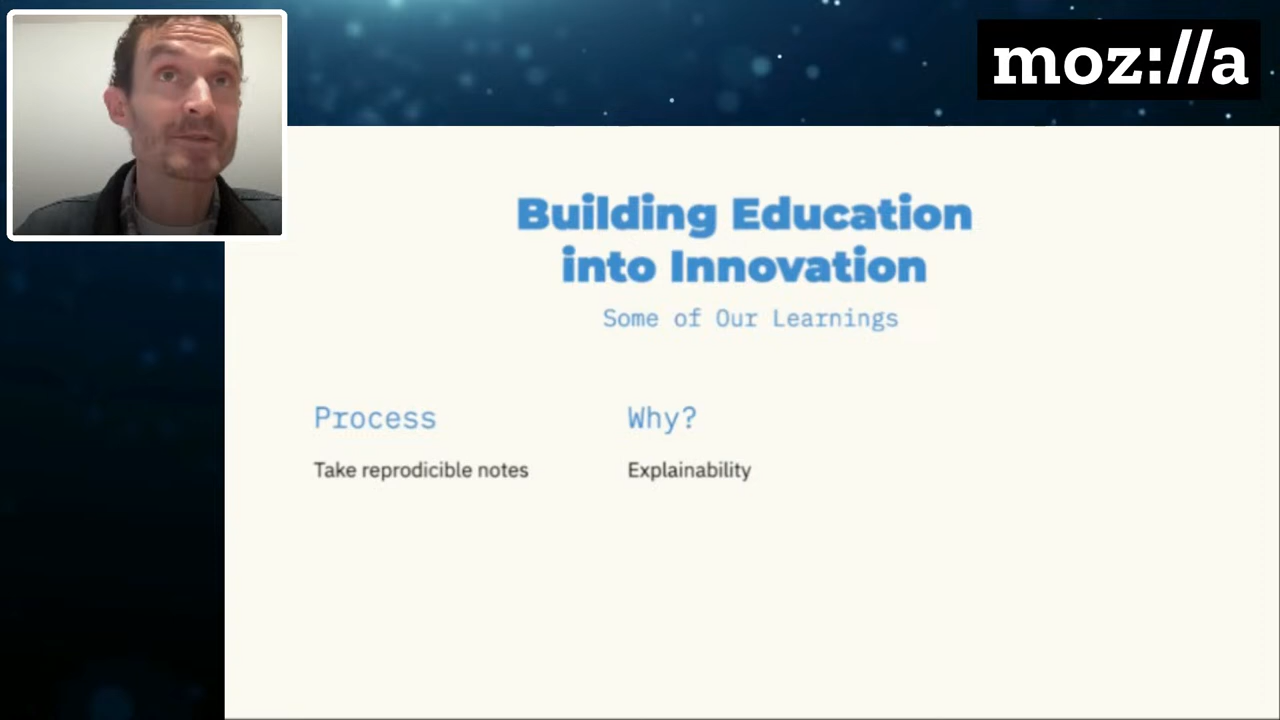 moz://a
Building Education
into Innovation
Some of Our Learnings
Process
Why?
Take reprodicible notes
Explainability